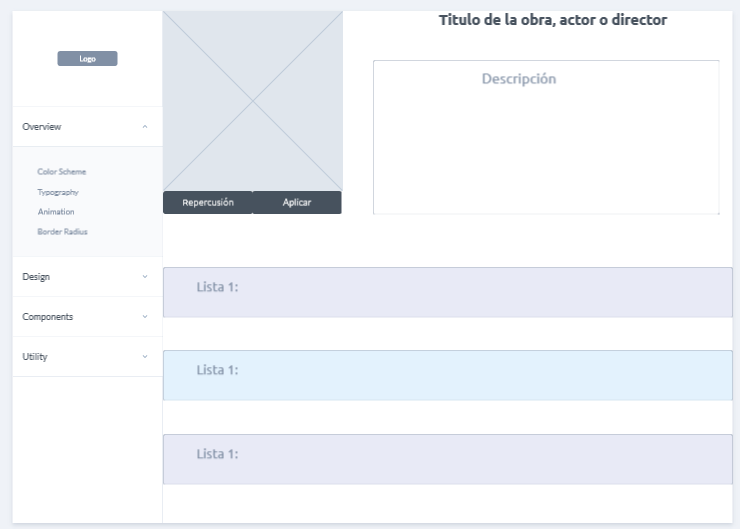 Logo
Overview
Color Scheme
Typography
Animation
Border Radius
Design
Components
Utility
Repercusión
Aplicar
Titulo de la obra, actor o director
Descripción
Lista 1:
Lista 1:
Lista 1: